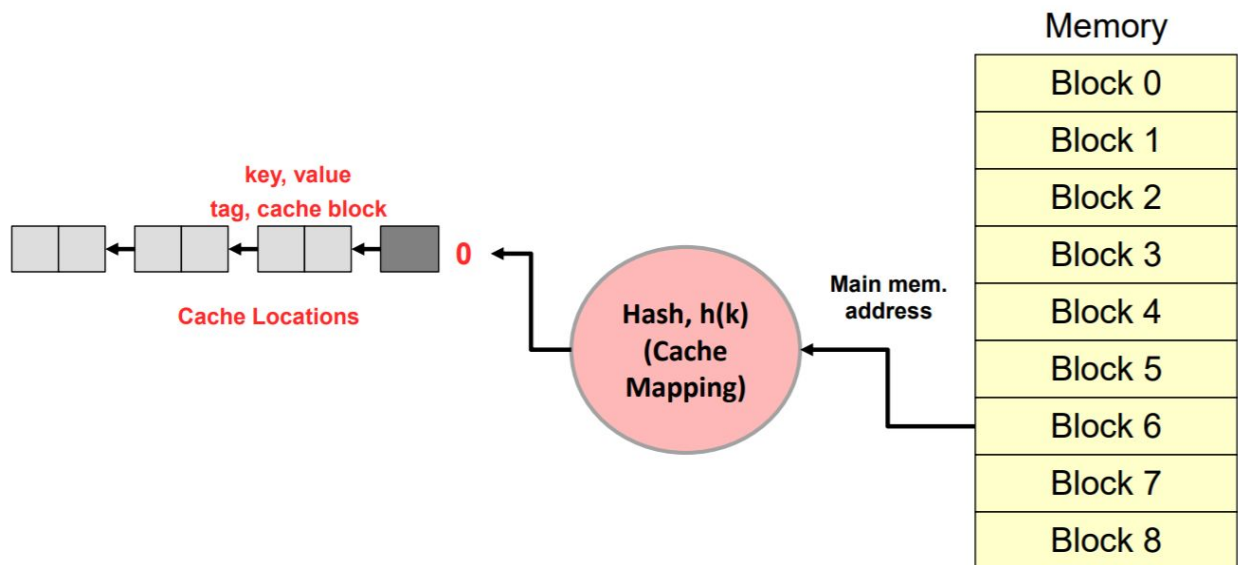 Memory
Block 0
Block 1
Block 2
Block 3
Block 4
Block 5
Block 6
Block 7
Block 8
key, value
tag, cache block
0
Cache Locations
Hash, h(k)
(Cache
Mapping)
Main mem.
address